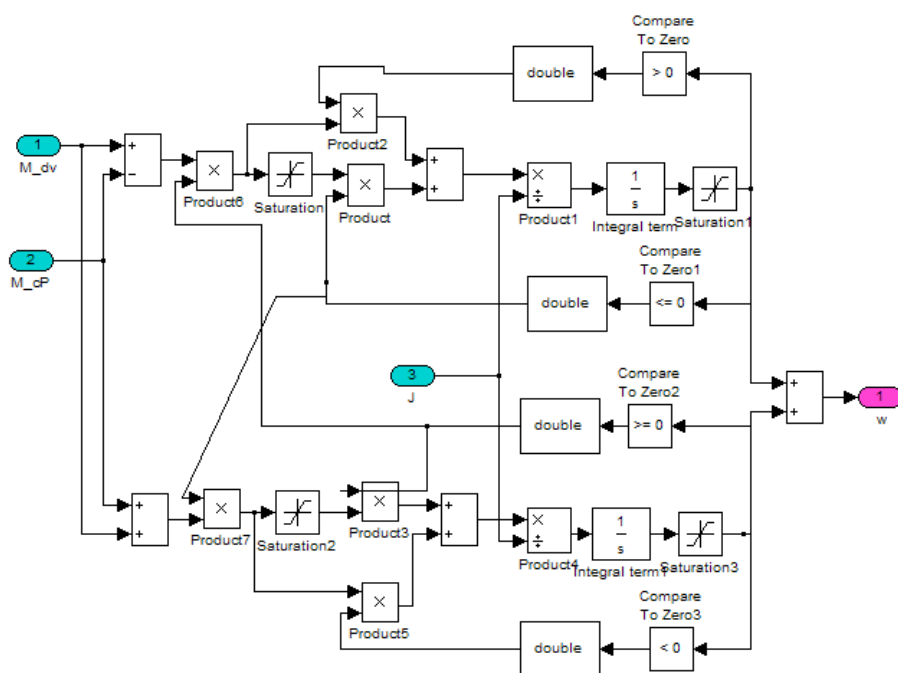 Compare
To Zero
double
> 0
1
M_dv
+
−
×
Product6
Saturation
×
Product2
×
Product
+
+
×
÷
Product1
1
s
Integral term
Saturation1
2
M_cP
Compare
To Zero1
double
<= 0
3
J
Compare
To Zero2
double
>= 0
+
+
1
w
+
+
×
Product7
Saturation2
×
Product3
+
+
×
÷
Product4
1
s
Integral term1
Saturation3
×
Product5
Compare
To Zero3
double
< 0